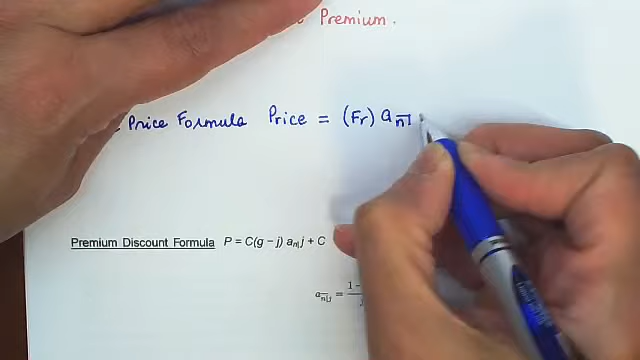 Premium.
Price Formula Price = (Fr) a n|
Premium Discount Formula P = C(g – j) a n| j + C
a n| j = 1-